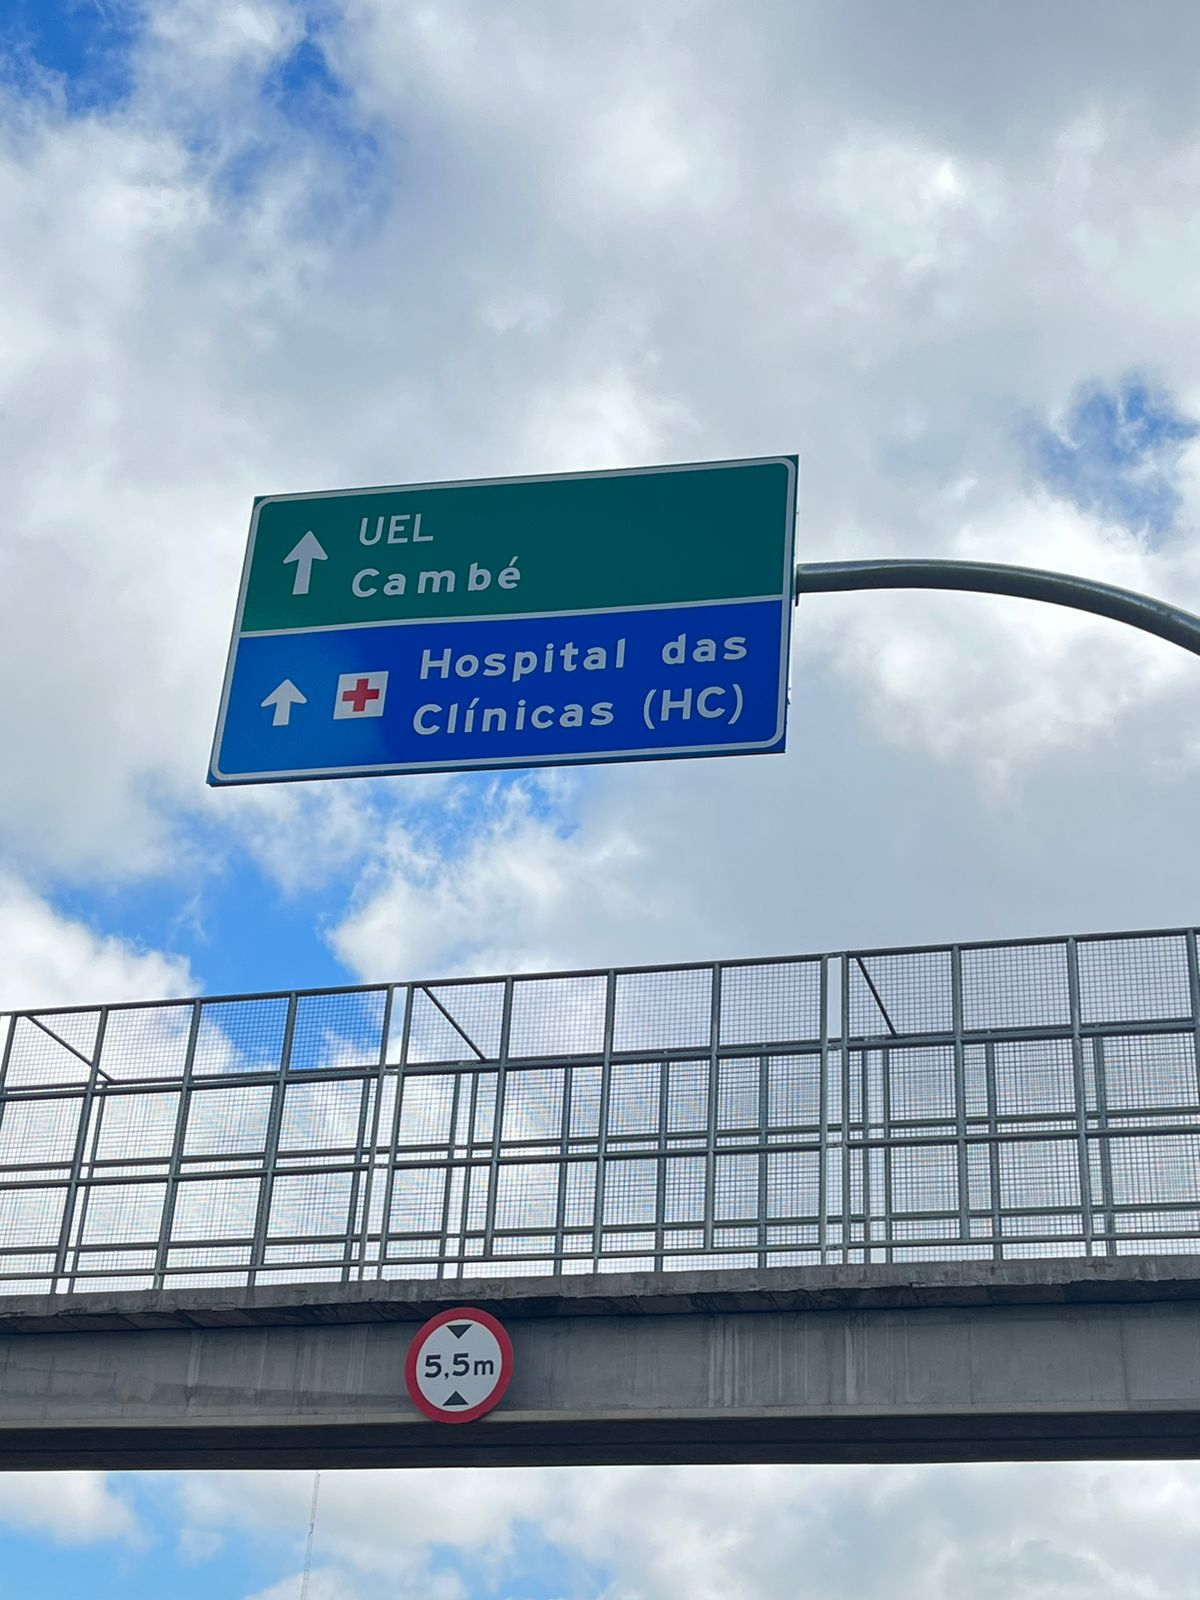 UEL
Cambé
Hospital das
Clínicas (HC)
5,5m